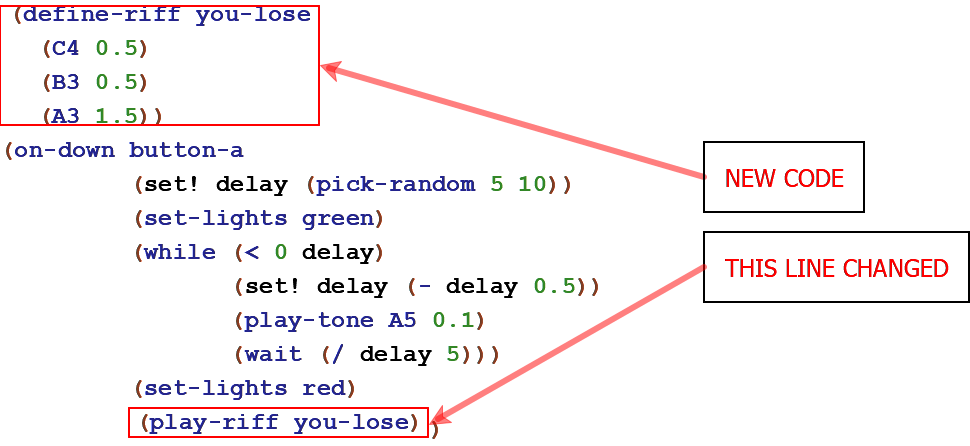 (define-riff you-lose
(C4 0.5)
(B3 0.5)
(A3 1.5))
(on-down button-a
(set! delay (pick-random 5 10))
(set-lights green)
(while (< 0 delay)
(set! delay (- delay 0.5))
(play-tone A5 0.1)
(wait (/ delay 5)))
(set-lights red)
(play-riff you-lose))
NEW CODE
THIS LINE CHANGED